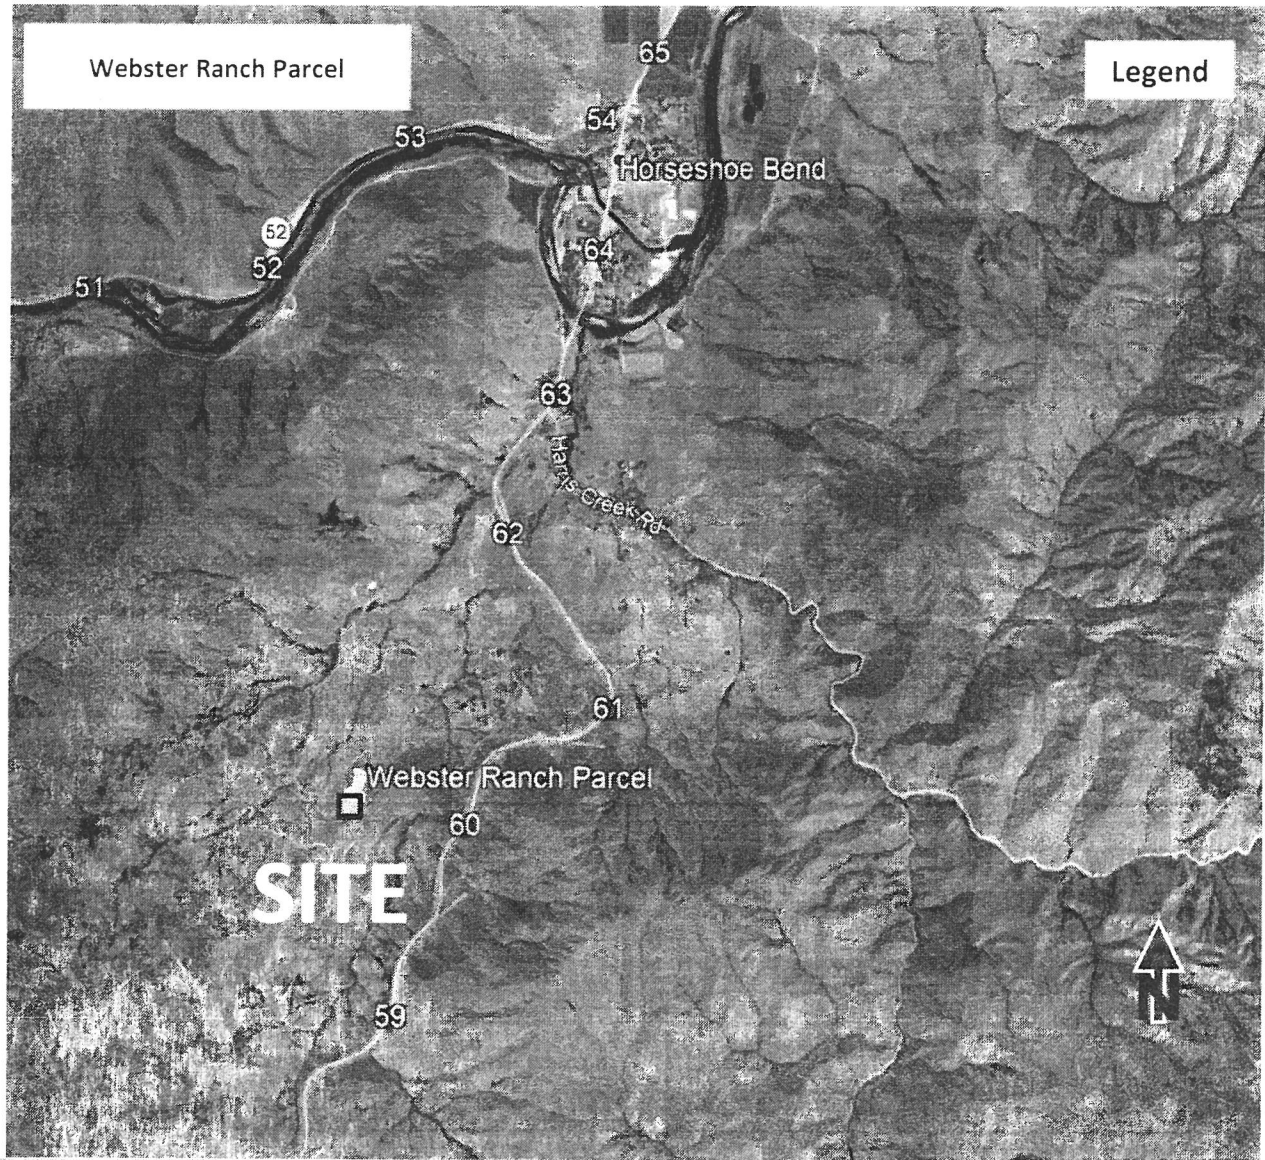 Webster Ranch Parcel
Legend
65
54
53
Horseshoe Bend
52
64
52
51
63
Harris Creek Rd
62
61
Webster Ranch Parcel
60
SITE
59
N